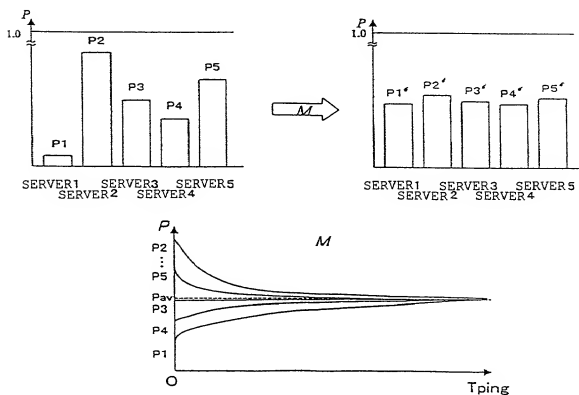 P
1.0
P1
P2
P3
P4
P5
SERVER1 SERVER3 SERVER5
SERVER2 SERVER4
M
P
1.0
P1'
P2'
P3'
P4'
P5'
SERVER1 SERVER3 SERVER5
SERVER2 SERVER4
P
M
P2
⋮
P5
Pav
P3
P4
P1
O
Tping